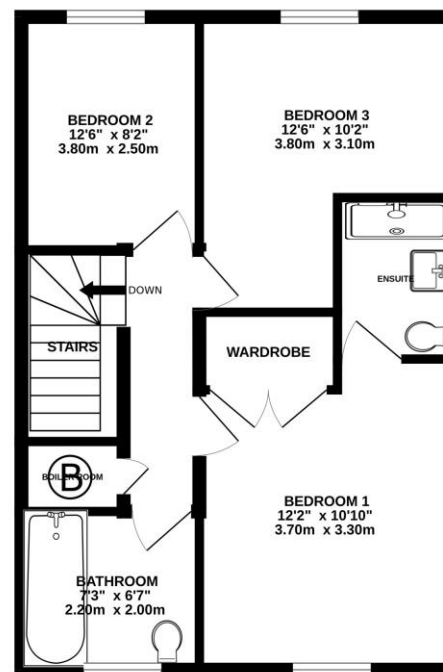 BEDROOM 2
12'6" x 8'2"
3.80m x 2.50m
BEDROOM 3
12'6" x 10'2"
3.80m x 3.10m
ENSUITE
DOWN
STAIRS
WARDROBE
BOILER ROOM
B
BEDROOM 1
12'2" x 10'10"
3.70m x 3.30m
BATHROOM
7'3" x 6'7"
2.20m x 2.00m